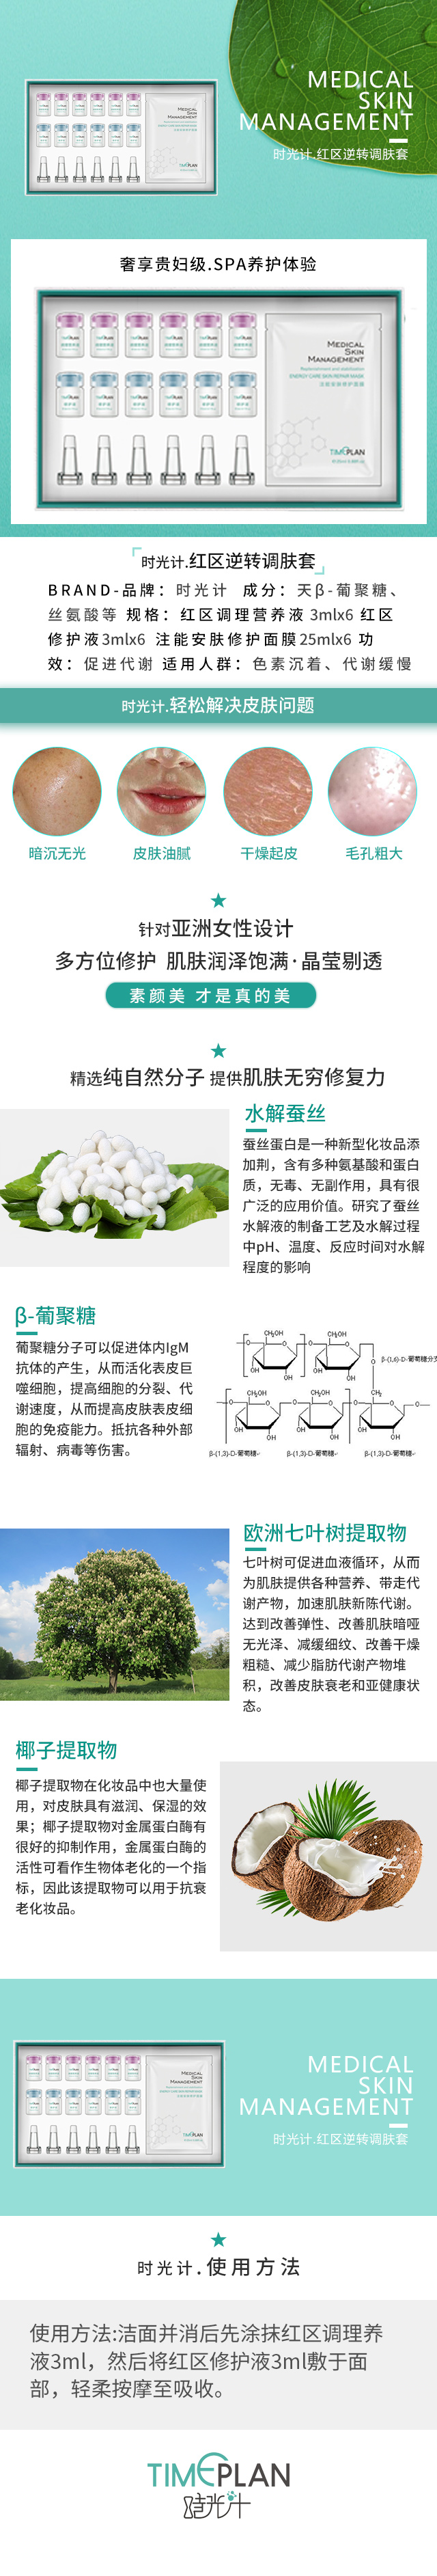 MEDICAL
SKIN
MANAGEMENT
时光计.红区逆转调肤套
MEDICAL
SKIN
MANAGEMENT
TIMEPLAN
奢享贵妇级.SPA养护体验
MEDICAL
SKIN
MANAGEMENT
Replenishment and stabilization
ENERGY CARE SKIN REPAIR MASK
注能安肤修护面膜
TIMEPLAN
时光计.红区逆转调肤套
BRAND-品牌：时光计 成分：天β-葡聚糖、
丝氨酸等 规格：红区调理营养液 3mlx6 红区
修护液3mlx6 注能安肤修护面膜25mlx6 功
效：促进代谢 适用人群：色素沉着、代谢缓慢
时光计.轻松解决皮肤问题
暗沉无光 皮肤油腻 干燥起皮 毛孔粗大
针对亚洲女性设计
多方位修护 肌肤润泽饱满·晶莹剔透
素颜美 才是真的美
精选纯自然分子 提供肌肤无穷修复力
水解蚕丝
蚕丝蛋白是一种新型化妆品添
加剂，含有多种氨基酸和蛋白
质，无毒、无副作用，具有很
广泛的应用价值。研究了蚕丝
水解液的制备工艺及水解过程
中pH、温度、反应时间对水解
程度的影响
β-葡聚糖
葡聚糖分子可以促进体内IgM
抗体的产生，从而活化表皮巨
噬细胞，提高细胞的分裂、代
谢速度，从而提高皮肤表皮细
胞的免疫能力。抵抗各种外部
辐射、病毒等伤害。
CH₂OH CH₂OH
OH OH
β-(1,6)-D-葡萄糖分支
CH₂OH CH₂OH CH₂
OH OH OH
β-(1,3)-D-葡萄糖 β-(1,3)-D-葡萄糖 β-(1,3)-D-葡萄糖
欧洲七叶树提取物
七叶树可促进血液循环，从而
为肌肤提供各种营养、带走代
谢产物，加速肌肤新陈代谢。
达到改善弹性、改善肌肤暗哑
无光泽、减缓细纹、改善干燥
粗糙、减少脂肪代谢产物堆
积，改善皮肤衰老和亚健康状
态。
椰子提取物
椰子提取物在化妆品中也大量使
用，对皮肤具有滋润、保湿的效
果；椰子提取物对金属蛋白酶有
很好的抑制作用，金属蛋白酶的
活性可看作生物体老化的一个指
标，因此该提取物可以用于抗衰
老化妆品。
MEDICAL
SKIN
MANAGEMENT
TIMEPLAN
MEDICAL
SKIN
MANAGEMENT
时光计.红区逆转调肤套
时光计.使用方法
使用方法:洁面并消后先涂抹红区调理养
液3ml，然后将红区修护液3ml敷于面
部，轻柔按摩至吸收。
TIMEPLAN
时光计